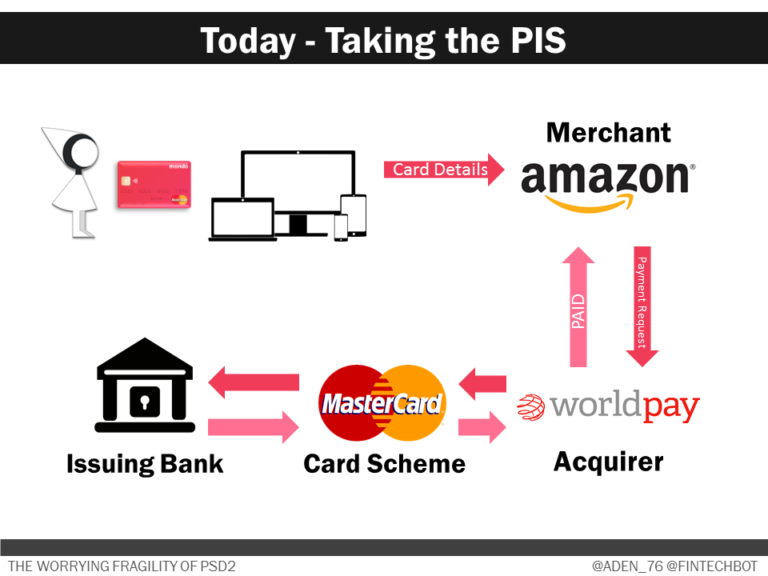 Today - Taking the PIS
Merchant
mondo
Card Details
amazon®
PAID
Payment Request
MasterCard
worldpay
Issuing Bank
Card Scheme
Acquirer
THE WORRYING FRAGILITY OF PSD2
@ADEN_76 @FINTECHBOT